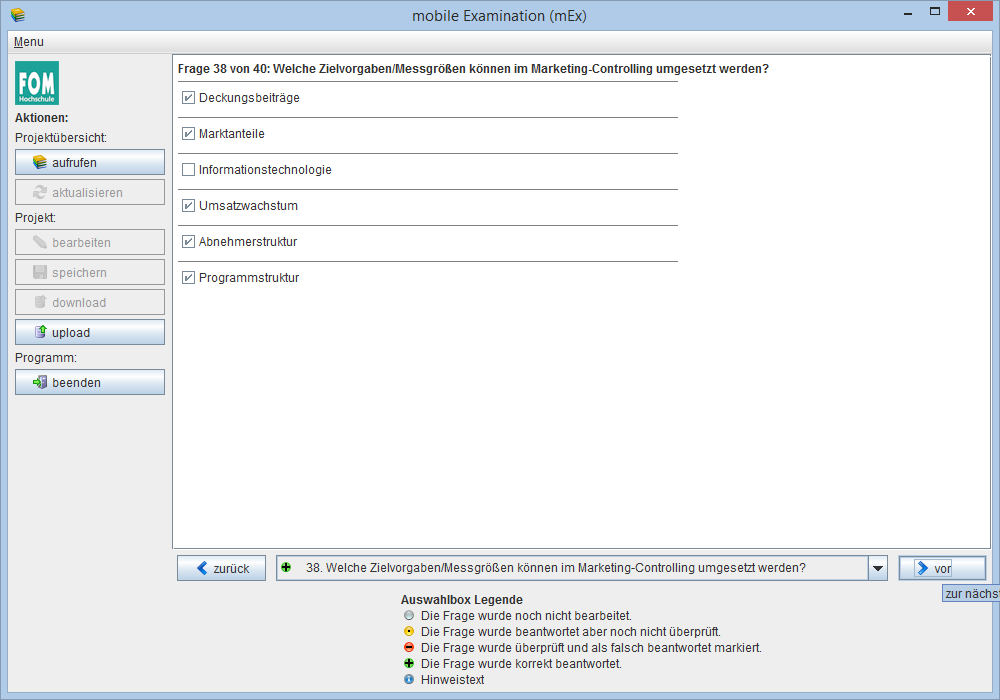 mobile Examination (mEx)
Menu
FOM
Hochschule
Aktionen:
Projektübersicht:
aufrufen
aktualisieren
Projekt:
bearbeiten
speichern
download
upload
Programm:
beenden
Frage 38 von 40: Welche Zielvorgaben/Messgrößen können im Marketing-Controlling umgesetzt werden?
Deckungsbeiträge
Marktanteile
Informationstechnologie
Umsatzwachstum
Abnehmerstruktur
Programmstruktur
zurück
38. Welche Zielvorgaben/Messgrößen können im Marketing-Controlling umgesetzt werden?
vor
zur nächs
Auswahlbox Legende
Die Frage wurde noch nicht bearbeitet.
Die Frage wurde beantwortet aber noch nicht überprüft.
Die Frage wurde überprüft und als falsch beantwortet markiert.
Die Frage wurde korrekt beantwortet.
Hinweistext